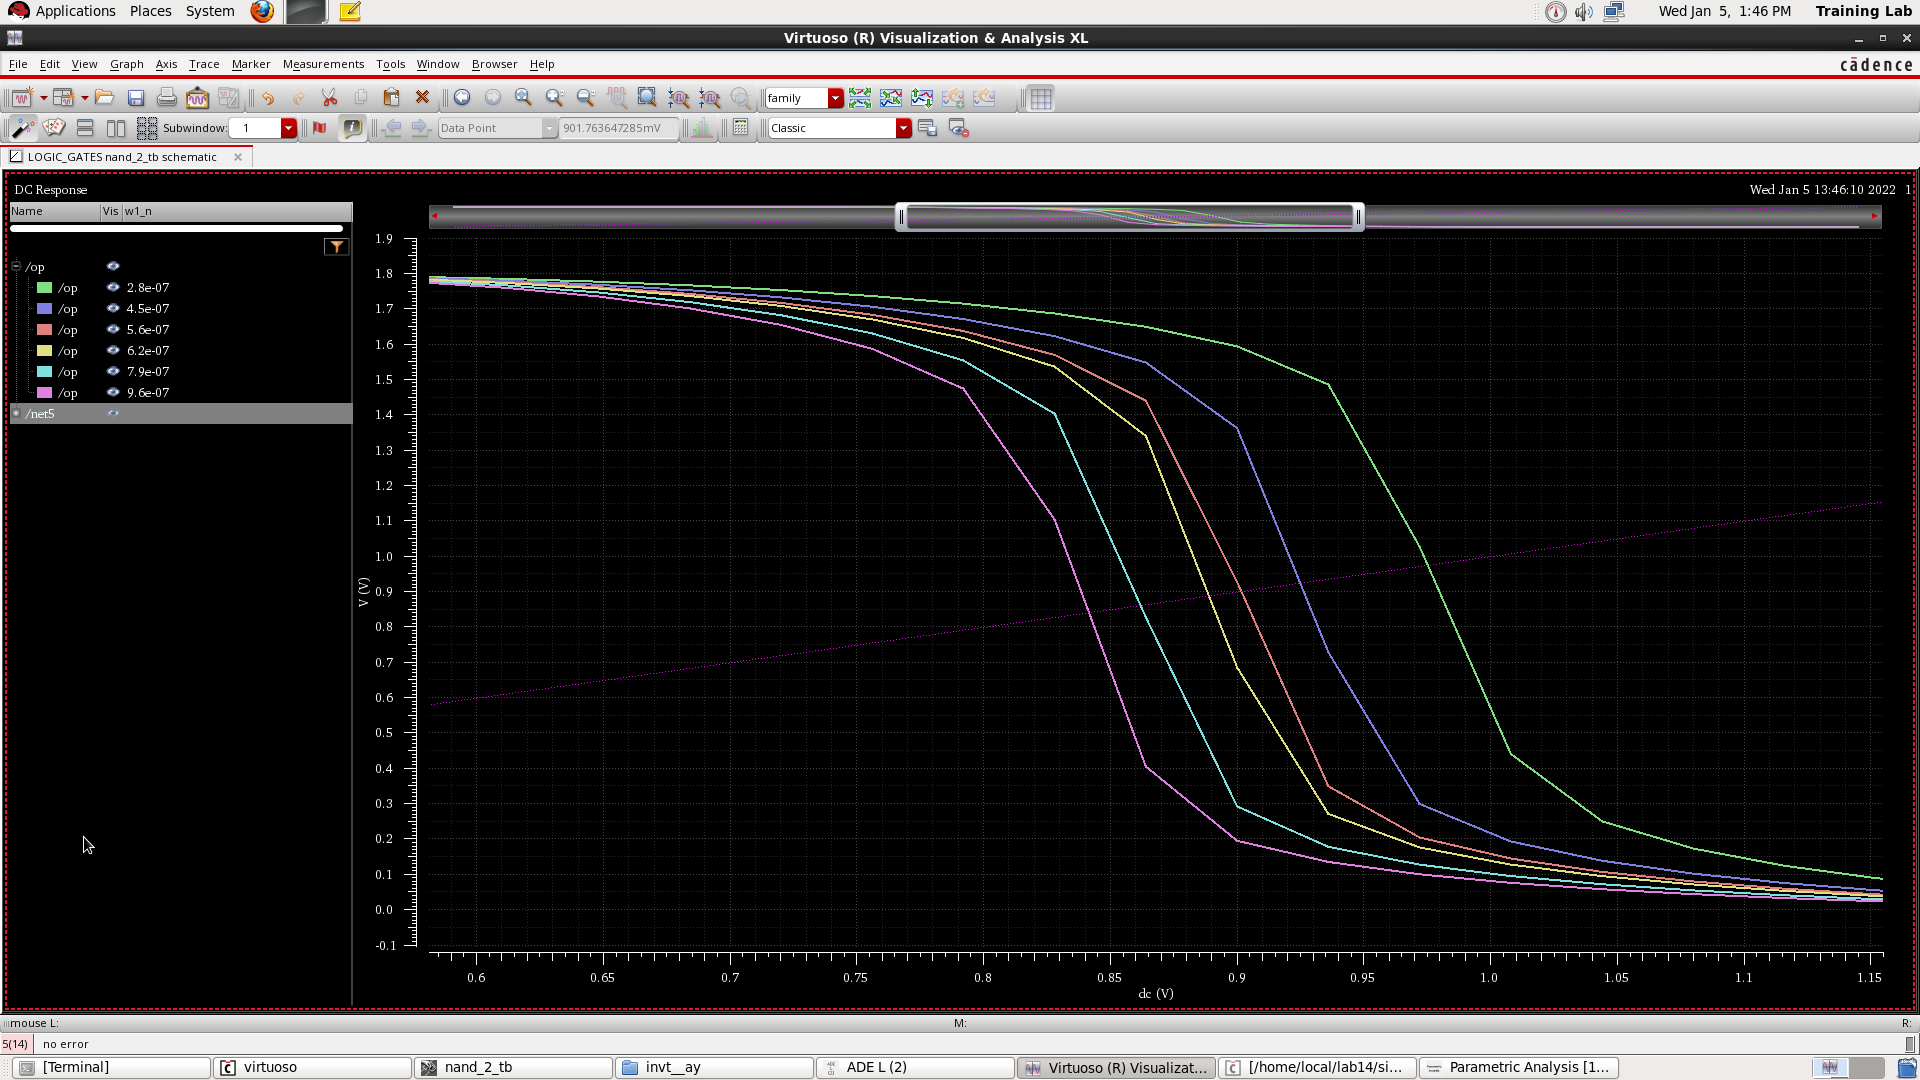 Applications Places System Wed Jan 5, 1:46 PM Training Lab
Virtuoso (R) Visualization & Analysis XL
File Edit View Graph Axis Trace Marker Measurements Tools Window Browser Help cādence
family
Subwindow: 1 Data Point 901.763647285mV Classic
LOGIC_GATES nand_2_tb schematic
DC Response Wed Jan 5 13:46:10 2022 1
Name Vis w1_n
/op
/op 2.8e-07
/op 4.5e-07
/op 5.6e-07
/op 6.2e-07
/op 7.9e-07
/op 9.6e-07
/net5
1.9
1.8
1.7
1.6
1.5
1.4
1.3
1.2
1.1
1.0
0.9
0.8
0.7
0.6
0.5
0.4
0.3
0.2
0.1
0.0
-0.1
V (V)
0.6 0.65 0.7 0.75 0.8 0.85 0.9 0.95 1.0 1.05 1.1 1.15
dc (V)
mouse L: M: R:
5(14) no error
[Terminal] virtuoso nand_2_tb invt__ay ADE L (2) Virtuoso (R) Visualizat... [/home/local/lab14/si... Parametric Analysis [1...